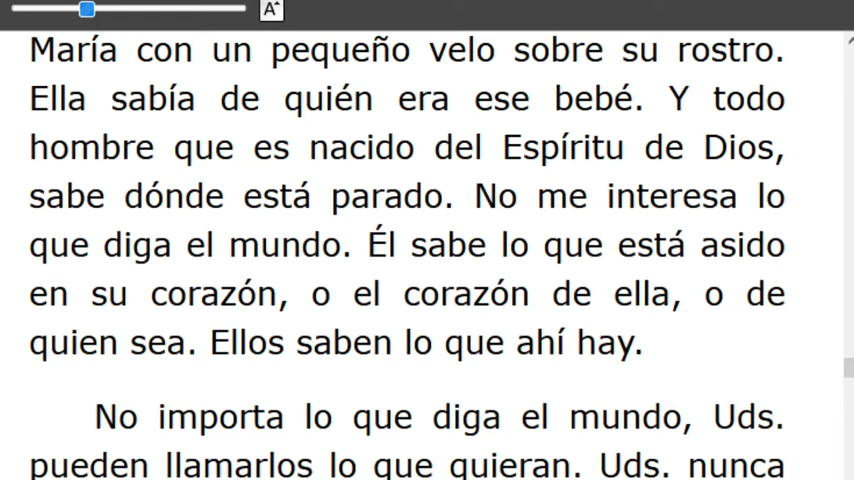 A
María con un pequeño velo sobre su rostro.
Ella sabía de quién era ese bebé. Y todo
hombre que es nacido del Espíritu de Dios,
sabe dónde está parado. No me interesa lo
que diga el mundo. Él sabe lo que está asido
en su corazón, o el corazón de ella, o de
quien sea. Ellos saben lo que ahí hay.
No importa lo que diga el mundo, Uds.
pueden llamarlos lo que quieran. Uds. nunca